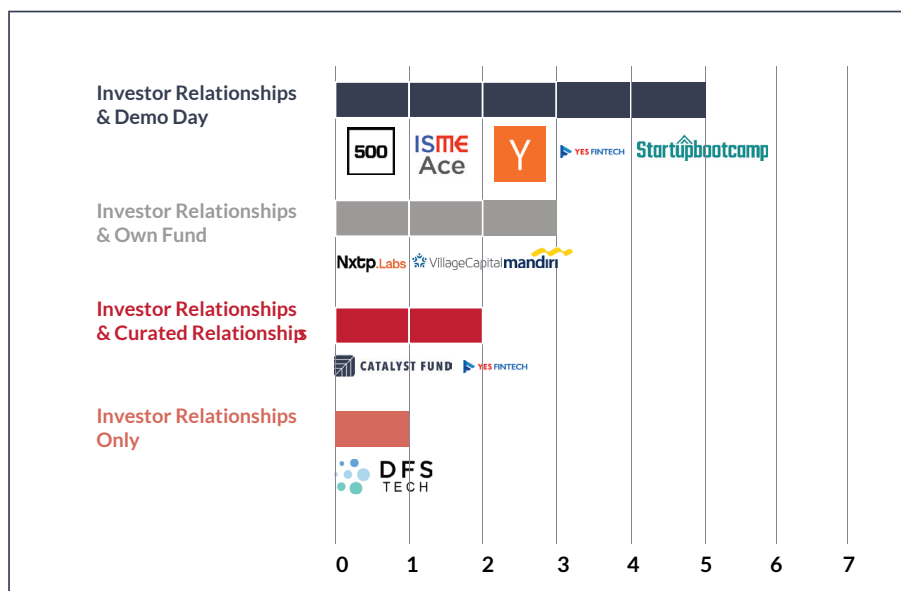 Investor Relationships
& Demo Day
500
ISME
Ace
Y
YES FINTECH
Startupbootcamp
Investor Relationships
& Own Fund
Nxtp.Labs
VillageCapital
mandiri
Investor Relationships
& Curated Relationships
CATALYST FUND
YES FINTECH
Investor Relationships
Only
DFS
TECH
0 1 2 3 4 5 6 7